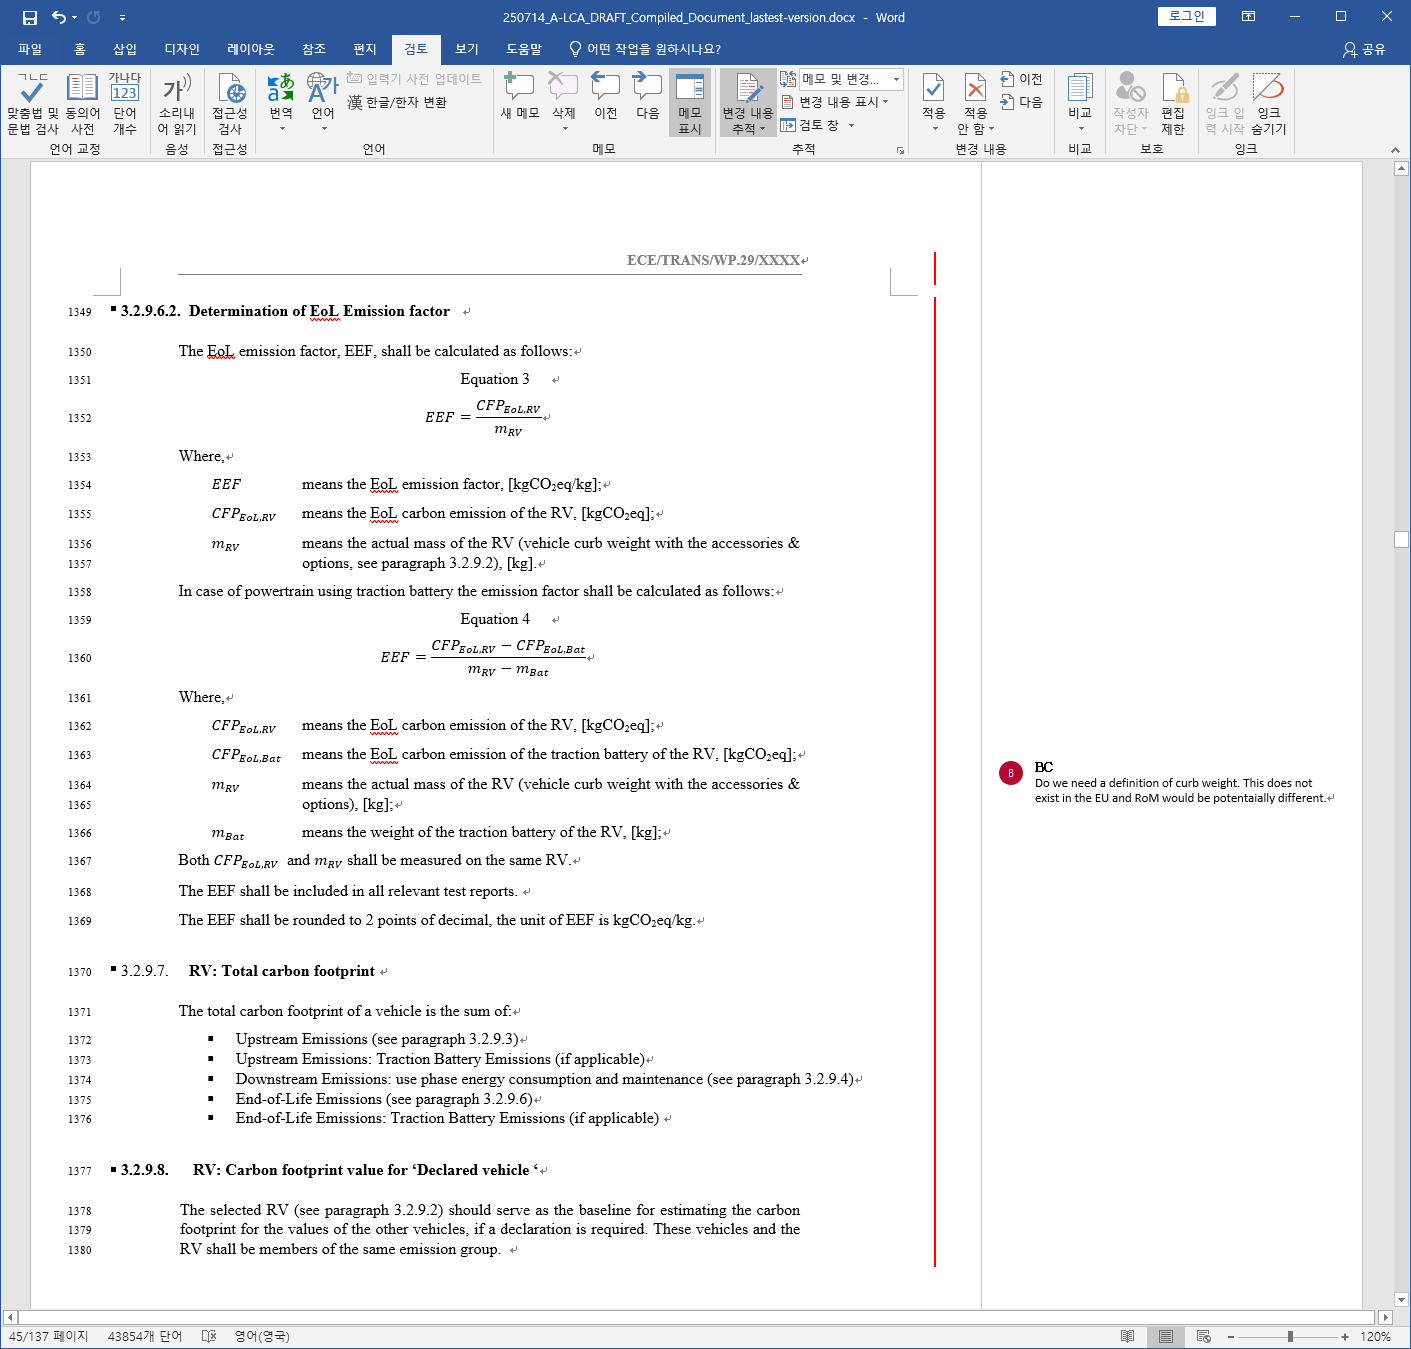 250714_A-LCA_DRAFT_Compiled_Document_lastest-version.docx - Word
로그인
파일 홈 삽입 디자인 레이아웃 참조 편지 검토 보기 도움말 어떤 작업을 원하시나요? 공유
ㄱㄴㄷ 가나다 123 가 입력기 사전 업데이트 메모 및 변경... 이전
맞춤법 및 문법 검사
동의어 사전
단어 개수
소리내어 읽기
접근성 검사
번역
언어
한글/한자 변환
새 메모
삭제
이전
다음
메모 표시
변경 내용 추적
변경 내용 표시
검토 창
적용
적용 안 함
다음
비교
작성자 차단
편집 제한
잉크 입력 시작
잉크 숨기기
언어 교정 음성 접근성 언어 메모 추적 변경 내용 비교 보호 잉크
ECE/TRANS/WP.29/XXXX
1349 3.2.9.6.2. Determination of EoL Emission factor
1350 The EoL emission factor, EEF, shall be calculated as follows:
1351 Equation 3
1352 EEF = CFP_EoL,RV / m_RV
1353 Where,
1354 EEF means the EoL emission factor, [kgCO₂eq/kg];
1355 CFP_EoL,RV means the EoL carbon emission of the RV, [kgCO₂eq];
1356 m_RV means the actual mass of the RV (vehicle curb weight with the accessories &
1357 options, see paragraph 3.2.9.2), [kg].
1358 In case of powertrain using traction battery the emission factor shall be calculated as follows:
1359 Equation 4
1360 EEF = (CFP_EoL,RV − CFP_EoL,Bat) / (m_RV − m_Bat)
1361 Where,
1362 CFP_EoL,RV means the EoL carbon emission of the RV, [kgCO₂eq];
1363 CFP_EoL,Bat means the EoL carbon emission of the traction battery of the RV, [kgCO₂eq];
1364 m_RV means the actual mass of the RV (vehicle curb weight with the accessories &
1365 options), [kg];
1366 m_Bat means the weight of the traction battery of the RV, [kg];
1367 Both CFP_EoL,RV and m_RV shall be measured on the same RV.
1368 The EEF shall be included in all relevant test reports.
1369 The EEF shall be rounded to 2 points of decimal, the unit of EEF is kgCO₂eq/kg.
1370 3.2.9.7. RV: Total carbon footprint
1371 The total carbon footprint of a vehicle is the sum of:
1372 ▪ Upstream Emissions (see paragraph 3.2.9.3)
1373 ▪ Upstream Emissions: Traction Battery Emissions (if applicable)
1374 ▪ Downstream Emissions: use phase energy consumption and maintenance (see paragraph 3.2.9.4)
1375 ▪ End-of-Life Emissions (see paragraph 3.2.9.6)
1376 ▪ End-of-Life Emissions: Traction Battery Emissions (if applicable)
1377 3.2.9.8. RV: Carbon footprint value for ‘Declared vehicle ‘
1378 The selected RV (see paragraph 3.2.9.2) should serve as the baseline for estimating the carbon
1379 footprint for the values of the other vehicles, if a declaration is required. These vehicles and the
1380 RV shall be members of the same emission group.
B BC
Do we need a definition of curb weight. This does not
exist in the EU and RoM would be potentaially different.
45/137 페이지 43854개 단어 영어(영국) 120%